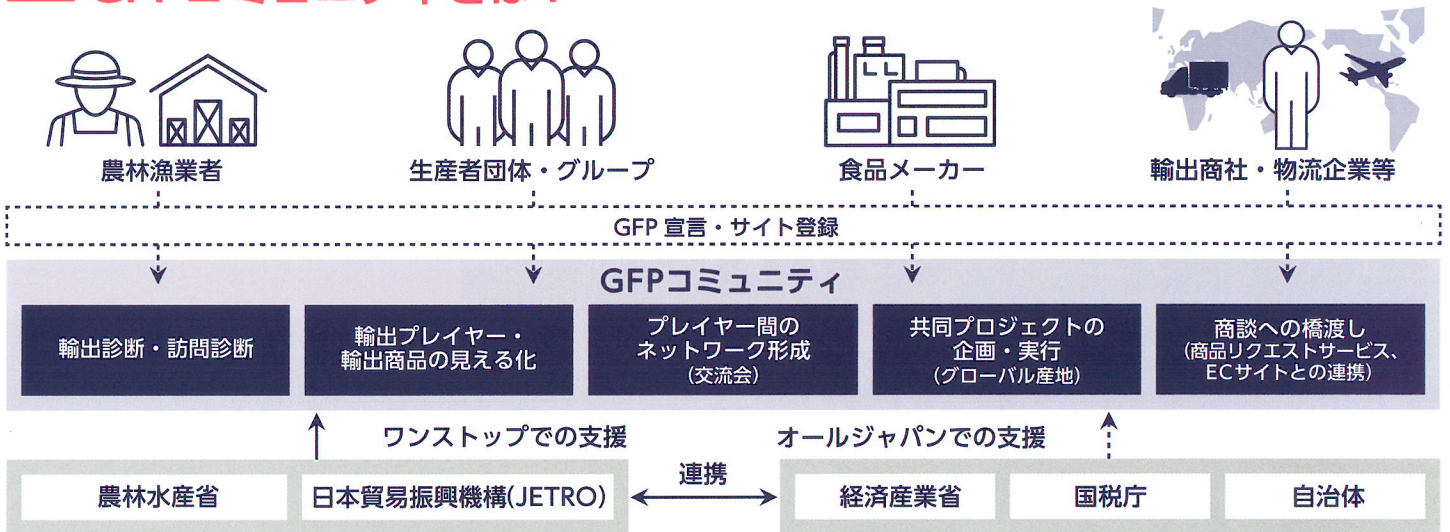 農林漁業者
生産者団体・グループ
食品メーカー
輸出商社・物流企業等
GFP 宣言・サイト登録
GFPコミュニティ
輸出診断・訪問診断
輸出プレイヤー・
輸出商品の見える化
プレイヤー間の
ネットワーク形成
(交流会)
共同プロジェクトの
企画・実行
(グローバル産地)
商談への橋渡し
(商品リクエストサービス、
ECサイトとの連携)
ワンストップでの支援
オールジャパンでの支援
農林水産省
日本貿易振興機構(JETRO)
連携
経済産業省
国税庁
自治体